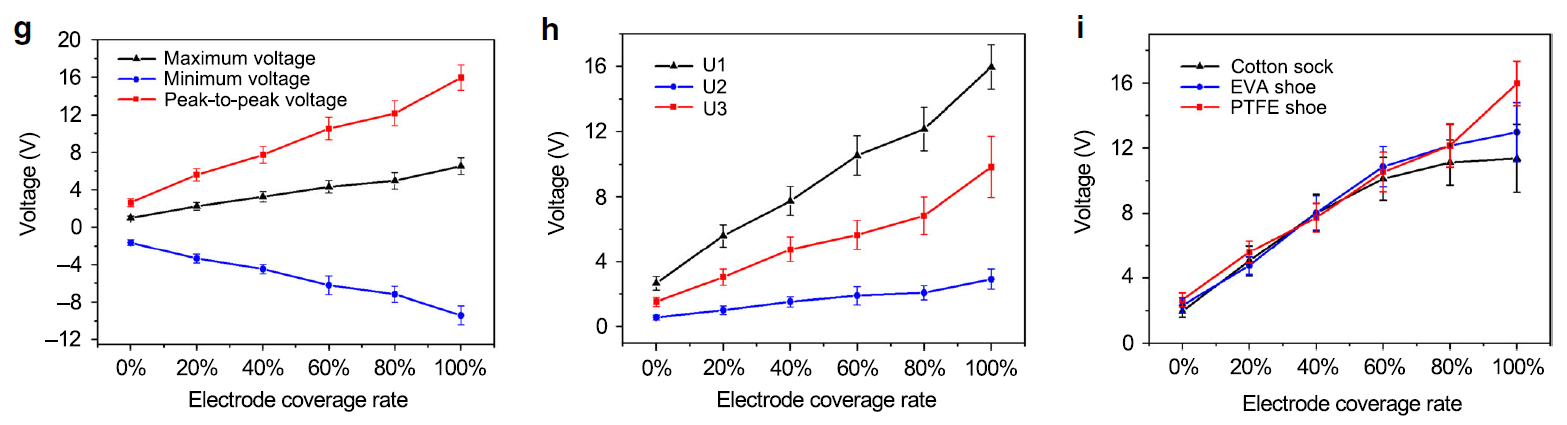 g
20
16
12
8
4
0
–4
–8
–12
Voltage (V)
Maximum voltage
Minimum voltage
Peak-to-peak voltage
0% 20% 40% 60% 80% 100%
Electrode coverage rate
h
16
12
8
4
0
Voltage (V)
U1
U2
U3
0% 20% 40% 60% 80% 100%
Electrode coverage rate
i
16
12
8
4
0
Voltage (V)
Cotton sock
EVA shoe
PTFE shoe
0% 20% 40% 60% 80% 100%
Electrode coverage rate